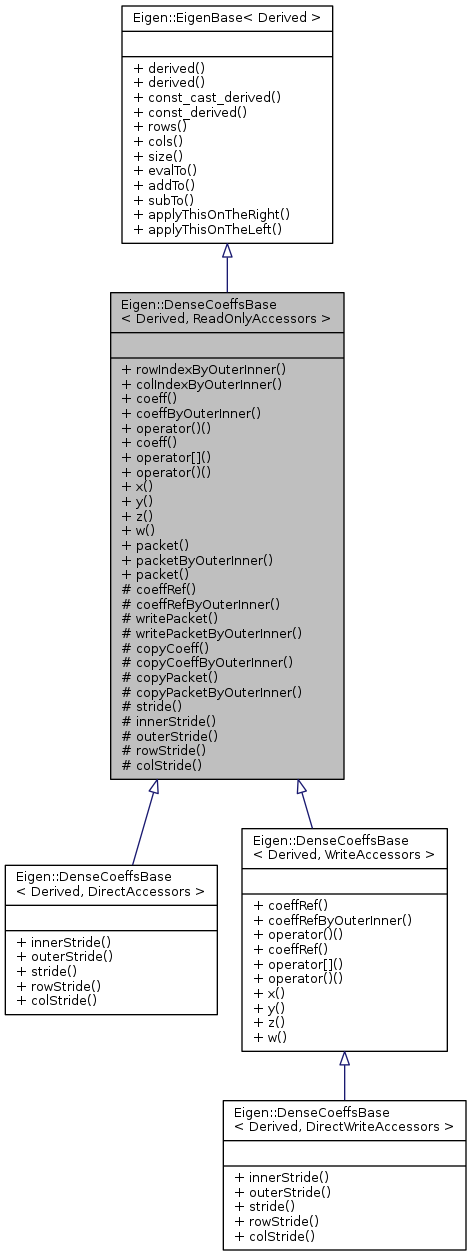 Eigen::EigenBase< Derived >
+ derived()
+ derived()
+ const_cast_derived()
+ const_derived()
+ rows()
+ cols()
+ size()
+ evalTo()
+ addTo()
+ subTo()
+ applyThisOnTheRight()
+ applyThisOnTheLeft()
Eigen::DenseCoeffsBase
< Derived, ReadOnlyAccessors >
+ rowIndexByOuterInner()
+ colIndexByOuterInner()
+ coeff()
+ coeffByOuterInner()
+ operator()()
+ coeff()
+ operator[]()
+ operator()()
+ x()
+ y()
+ z()
+ w()
+ packet()
+ packetByOuterInner()
+ packet()
# coeffRef()
# coeffRefByOuterInner()
# writePacket()
# writePacketByOuterInner()
# copyCoeff()
# copyCoeffByOuterInner()
# copyPacket()
# copyPacketByOuterInner()
# stride()
# innerStride()
# outerStride()
# rowStride()
# colStride()
Eigen::DenseCoeffsBase
< Derived, DirectAccessors >
+ innerStride()
+ outerStride()
+ stride()
+ rowStride()
+ colStride()
Eigen::DenseCoeffsBase
< Derived, WriteAccessors >
+ coeffRef()
+ coeffRefByOuterInner()
+ operator()()
+ coeffRef()
+ operator[]()
+ operator()()
+ x()
+ y()
+ z()
+ w()
Eigen::DenseCoeffsBase
< Derived, DirectWriteAccessors >
+ innerStride()
+ outerStride()
+ stride()
+ rowStride()
+ colStride()